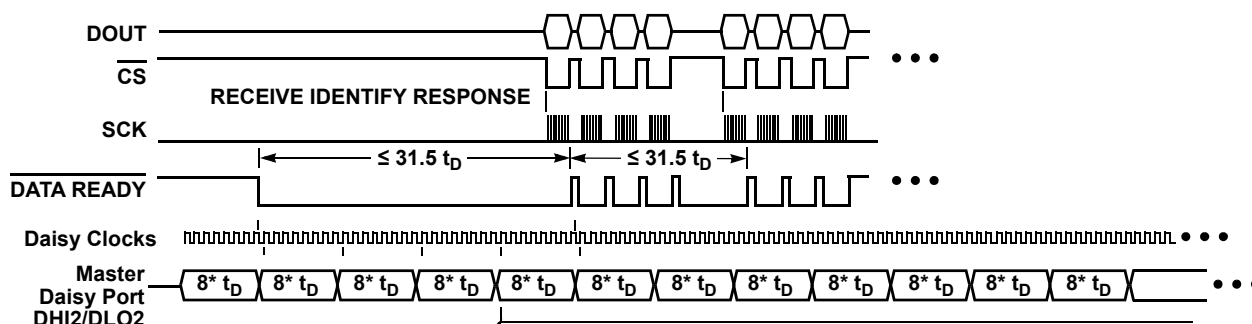 DOUT
CS
RECEIVE IDENTIFY RESPONSE
SCK
≤ 31.5 tD
≤ 31.5 tD
DATA READY
• • •
• • •
Daisy Clocks
• • •
Master
Daisy Port
DHI2/DLO2
8* tD 8* tD 8* tD 8* tD 8* tD 8* tD 8* tD 8* tD 8* tD 8* tD 8* tD 8* tD
• • •